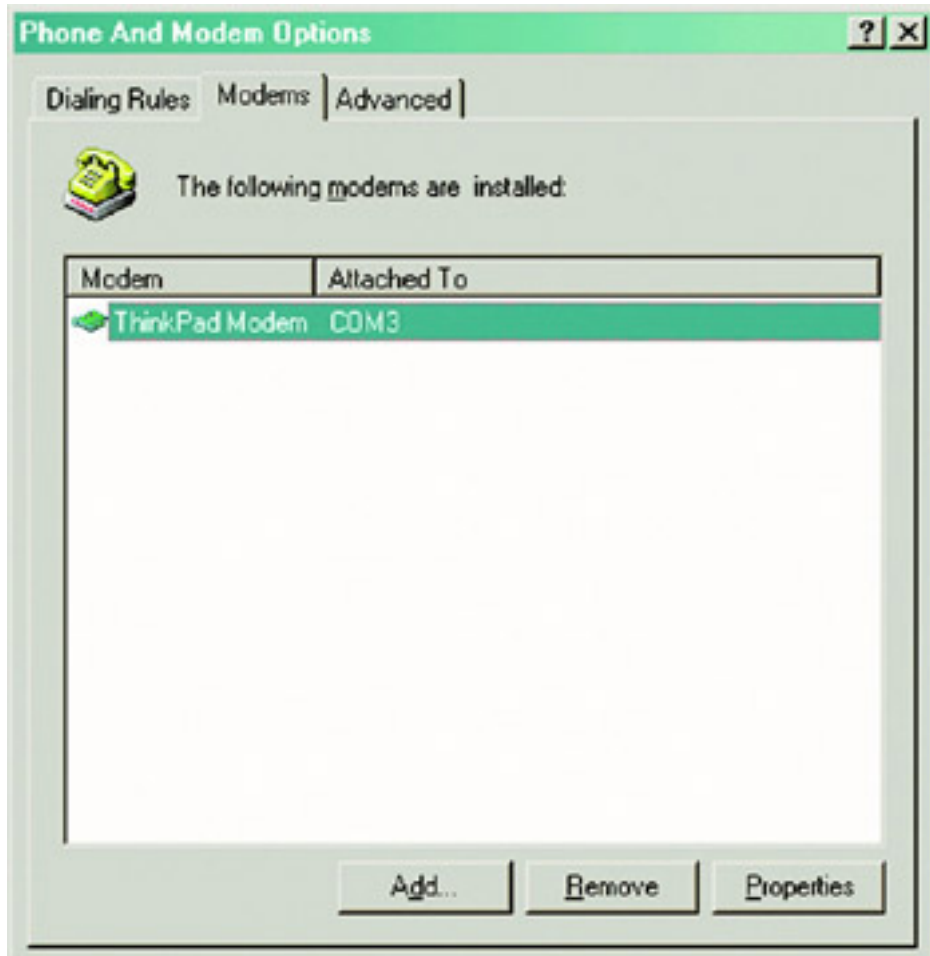 Phone And Modem Options
Dialing Rules Modems Advanced
The following modems are installed:
Modem Attached To
ThinkPad Modem COM3
Add... Remove Properties